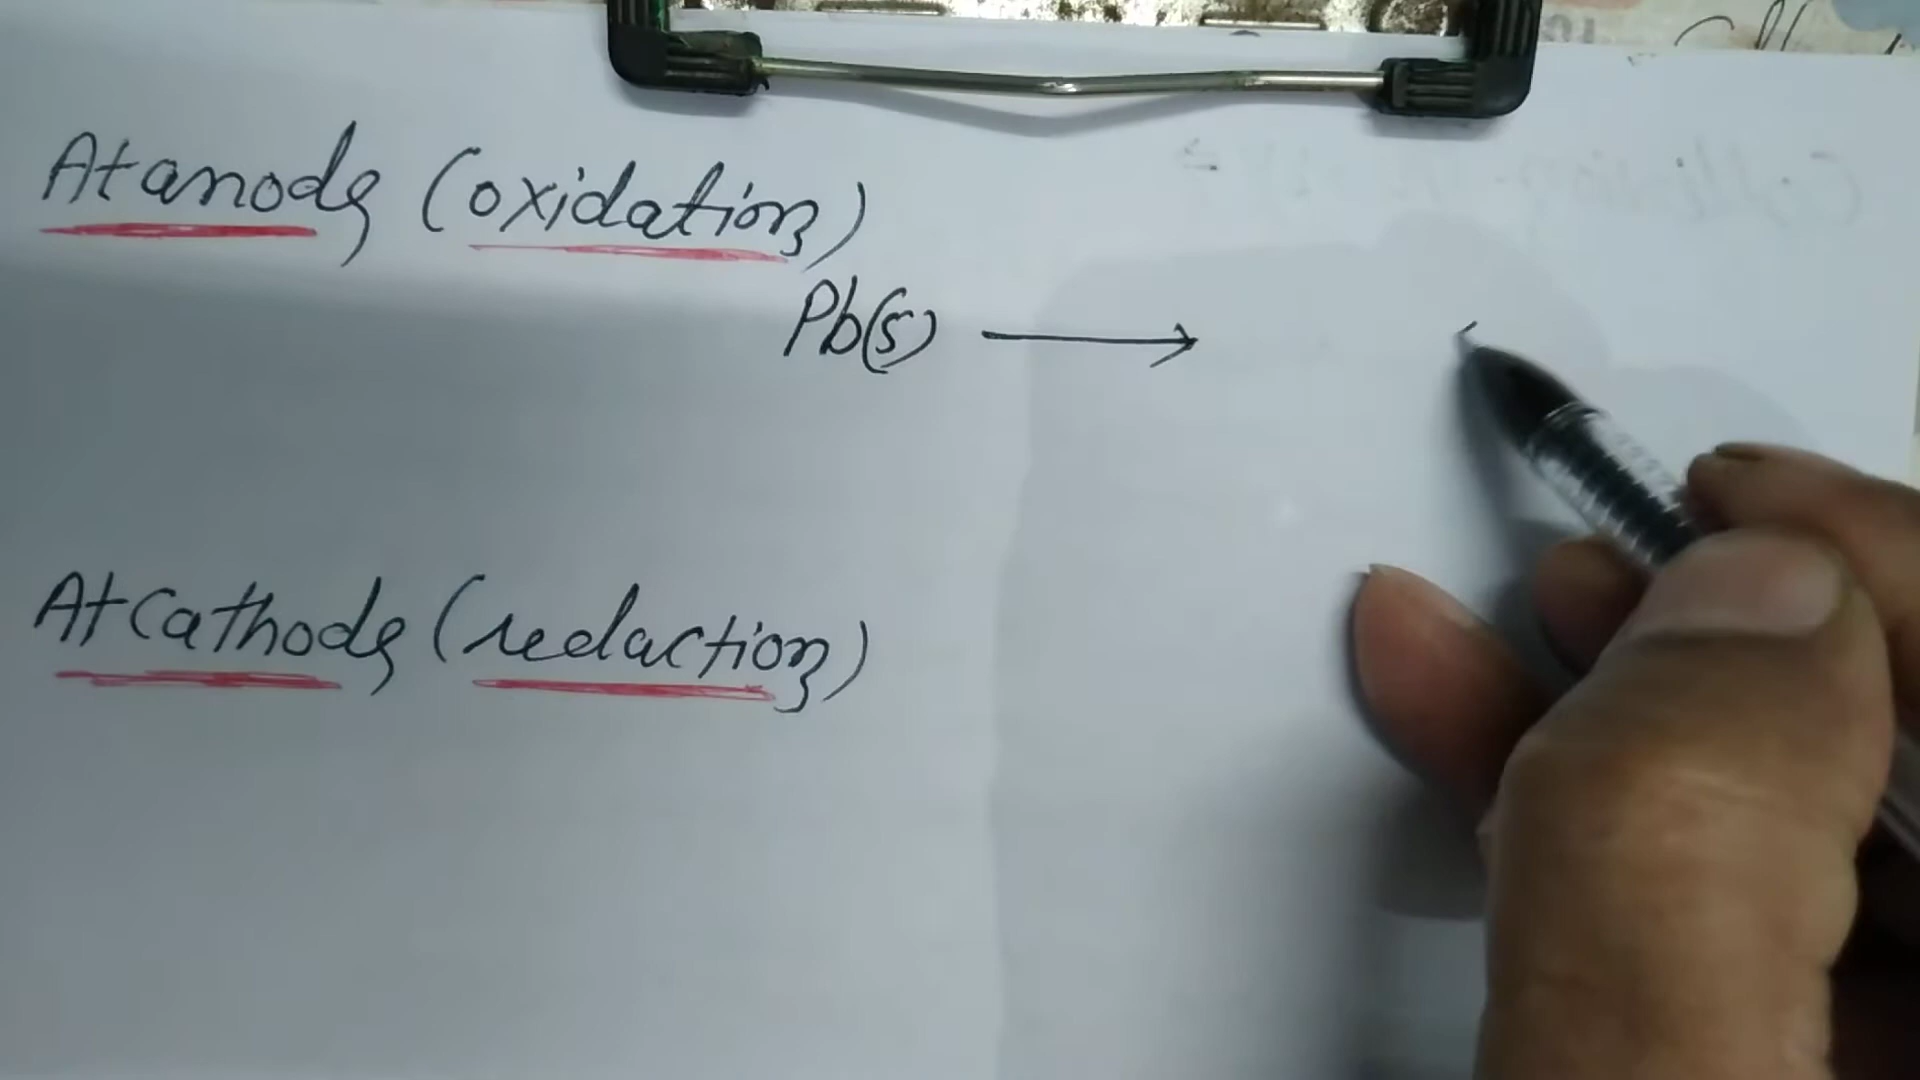 At anode (oxidation)
Pb(s) ⟶
At Cathode (reduction)